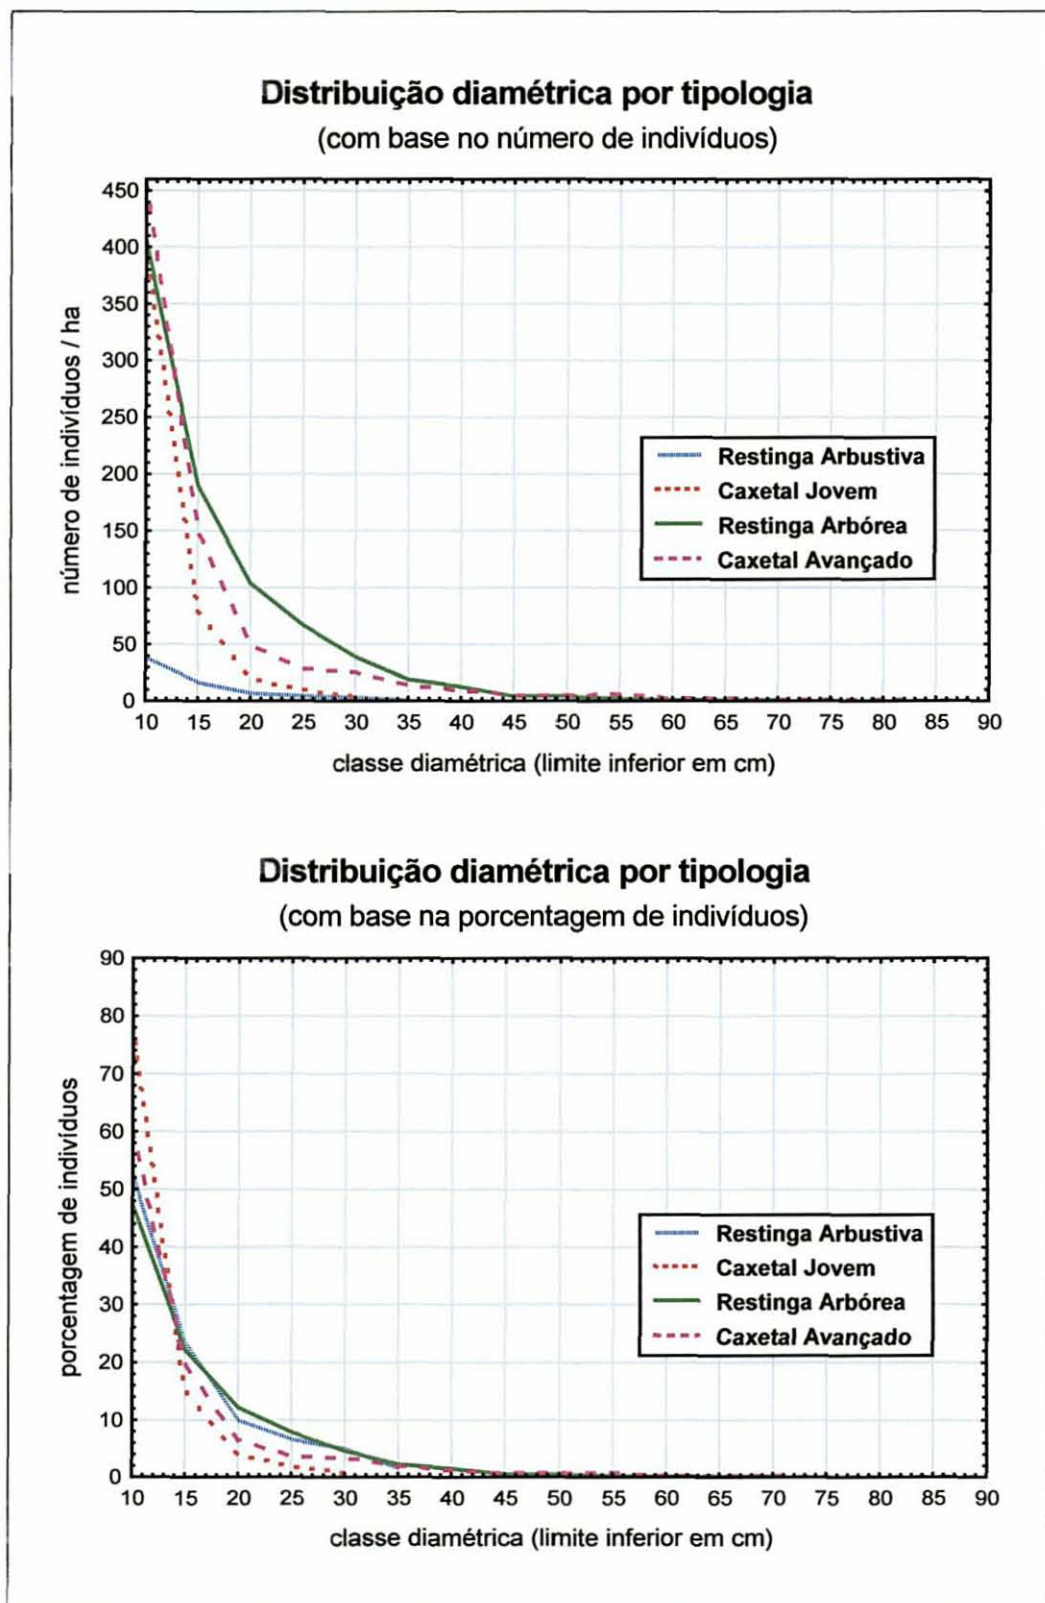 Distribuição diamétrica por tipologia
(com base no número de indivíduos)
450
400
350
300
250
200
150
100
50
0
número de indivíduos / ha
Restinga Arbustiva
Caxetal Jovem
Restinga Arbórea
Caxetal Avançado
10 15 20 25 30 35 40 45 50 55 60 65 70 75 80 85 90
classe diamétrica (limite inferior em cm)
Distribuição diamétrica por tipologia
(com base na porcentagem de indivíduos)
90
80
70
60
50
40
30
20
10
0
porcentagem de indivíduos
Restinga Arbustiva
Caxetal Jovem
Restinga Arbórea
Caxetal Avançado
10 15 20 25 30 35 40 45 50 55 60 65 70 75 80 85 90
classe diamétrica (limite inferior em cm)